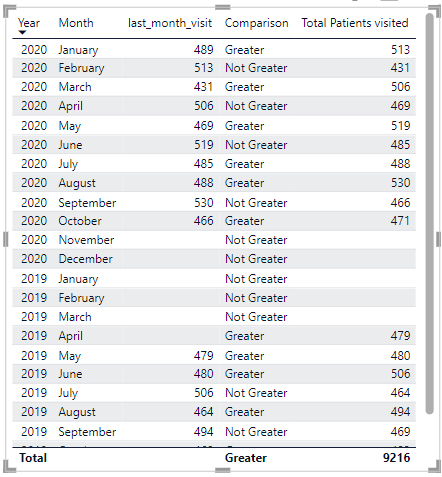 Year Month last_month_visit Comparison Total Patients visited
2020 January 489 Greater 513
2020 February 513 Not Greater 431
2020 March 431 Greater 506
2020 April 506 Not Greater 469
2020 May 469 Greater 519
2020 June 519 Not Greater 485
2020 July 485 Greater 488
2020 August 488 Greater 530
2020 September 530 Not Greater 466
2020 October 466 Greater 471
2020 November Not Greater
2020 December Not Greater
2019 January Not Greater
2019 February Not Greater
2019 March Not Greater
2019 April Greater 479
2019 May 479 Greater 480
2019 June 480 Greater 506
2019 July 506 Not Greater 464
2019 August 464 Greater 494
2019 September 494 Not Greater 469
Total Greater 9216